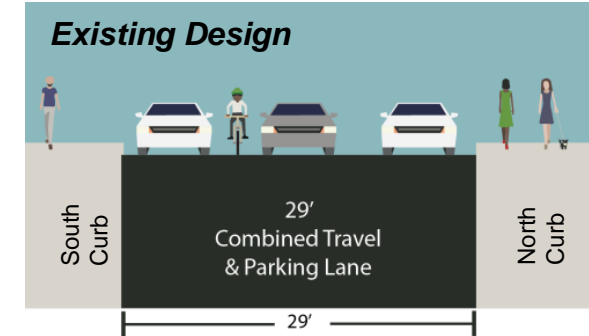 Existing Design
29'
Combined Travel
& Parking Lane
South
Curb
North
Curb
29'